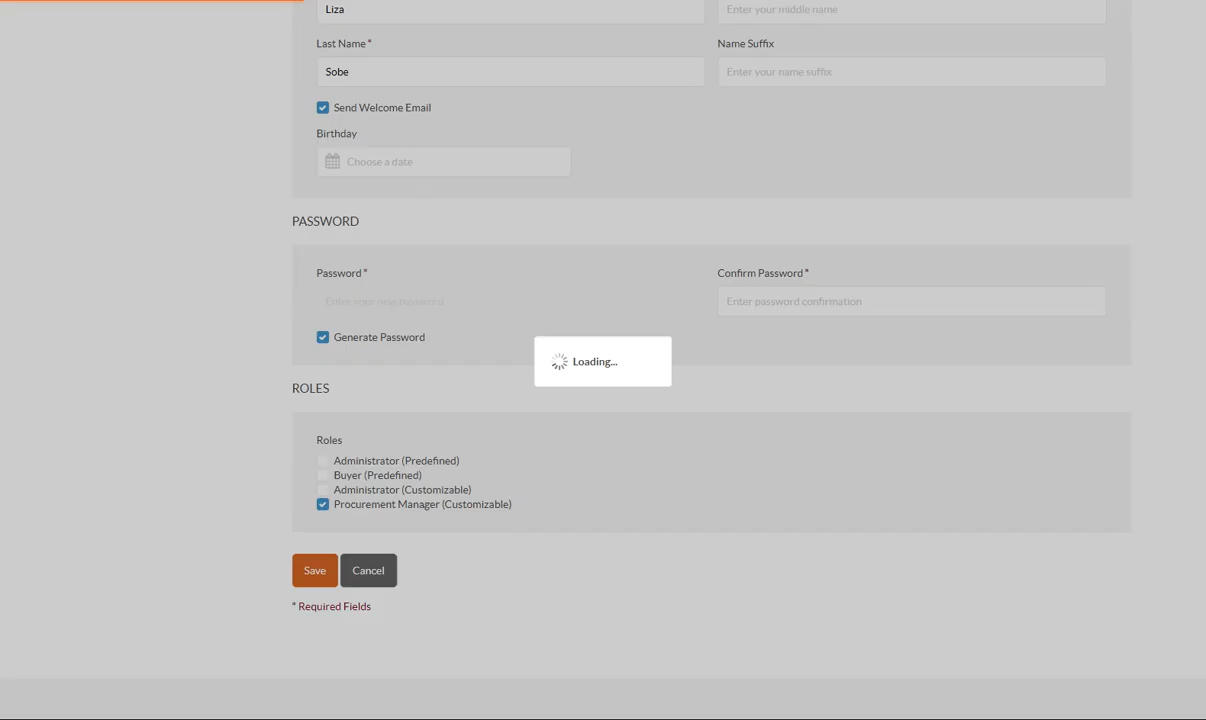 Liza
Enter your middle name
Last Name *
Name Suffix
Sobe
Enter your name suffix
Send Welcome Email
Birthday
Choose a date
PASSWORD
Password *
Confirm Password *
Enter your new password
Enter password confirmation
Generate Password
Loading...
ROLES
Roles
Administrator (Predefined)
Buyer (Predefined)
Administrator (Customizable)
Procurement Manager (Customizable)
Save
Cancel
* Required Fields